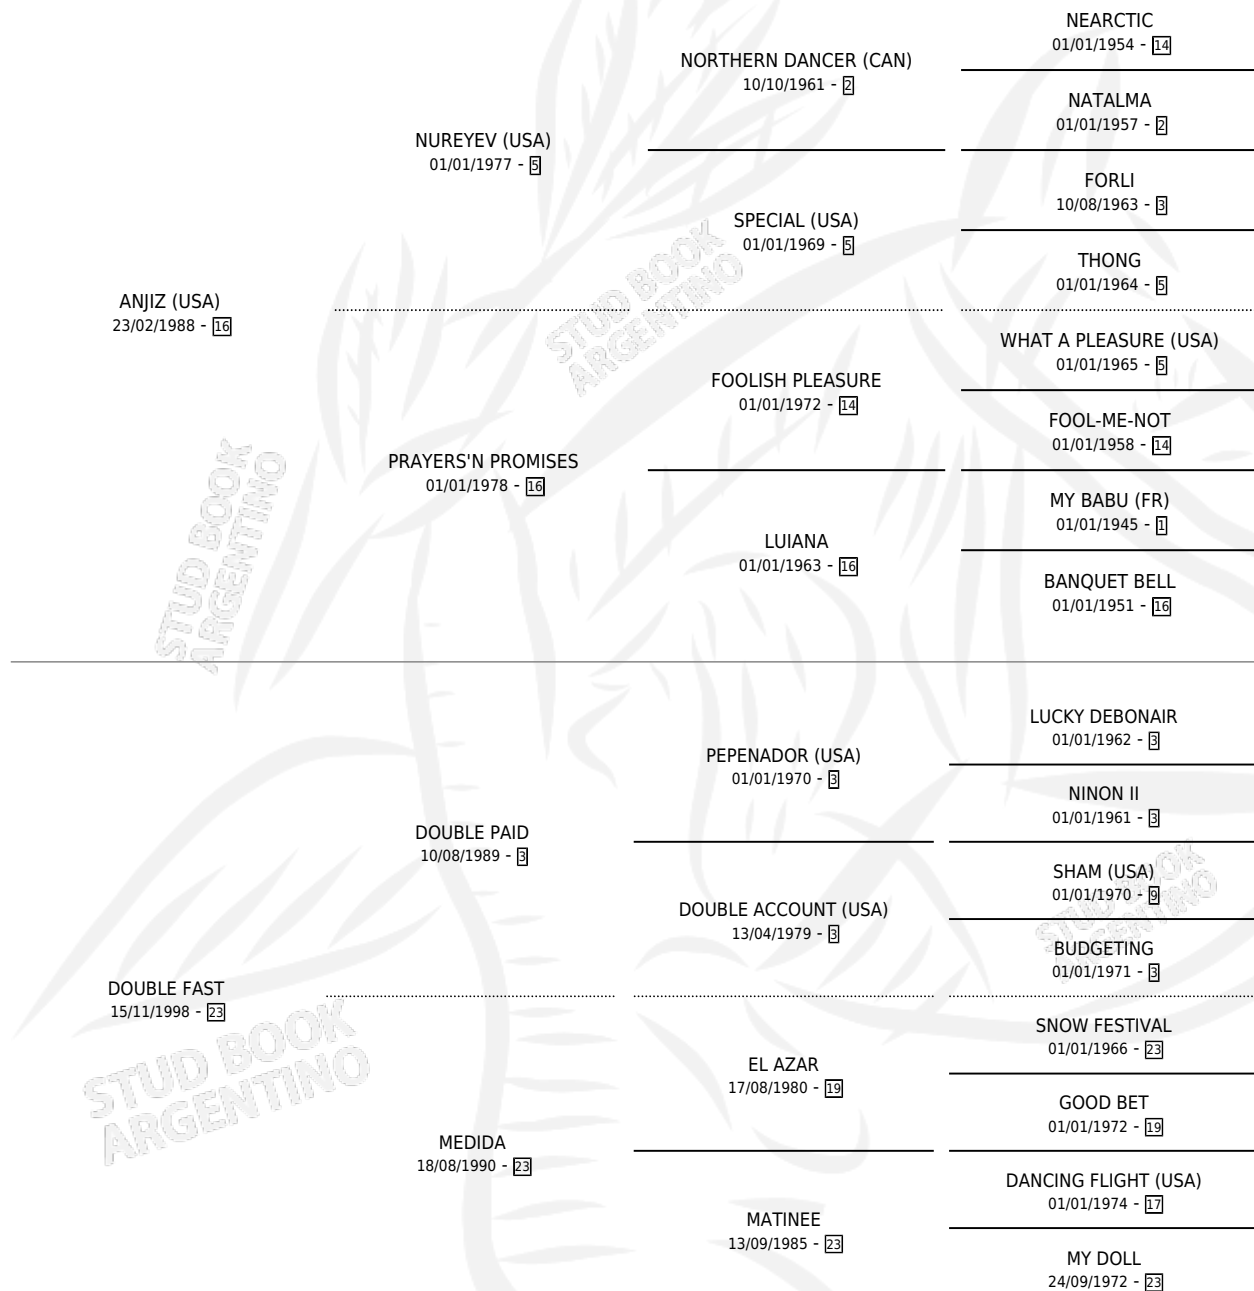 NEARCTIC
01/01/1954 - 14
NORTHERN DANCER (CAN)
10/10/1961 - 2
NATALMA
01/01/1957 - 2
NUREYEV (USA)
01/01/1977 - 5
FORLI
10/08/1963 - 3
SPECIAL (USA)
01/01/1969 - 5
THONG
01/01/1964 - 5
ANJIZ (USA)
23/02/1988 - 16
WHAT A PLEASURE (USA)
01/01/1965 - 5
FOOLISH PLEASURE
01/01/1972 - 14
FOOL-ME-NOT
01/01/1958 - 14
PRAYERS'N PROMISES
01/01/1978 - 16
MY BABU (FR)
01/01/1945 - 1
LUIANA
01/01/1963 - 16
BANQUET BELL
01/01/1951 - 16
LUCKY DEBONAIR
01/01/1962 - 3
PEPENADOR (USA)
01/01/1970 - 3
NINON II
01/01/1961 - 3
DOUBLE PAID
10/08/1989 - 3
SHAM (USA)
01/01/1970 - 9
DOUBLE ACCOUNT (USA)
13/04/1979 - 3
BUDGETING
01/01/1971 - 3
DOUBLE FAST
15/11/1998 - 23
SNOW FESTIVAL
01/01/1966 - 23
EL AZAR
17/08/1980 - 19
GOOD BET
01/01/1972 - 19
MEDIDA
18/08/1990 - 23
DANCING FLIGHT (USA)
01/01/1974 - 17
MATINEE
13/09/1985 - 23
MY DOLL
24/09/1972 - 23
STUD BOOK
ARGENTINO
STUD BOOK
ARGENTINO
STUD BOOK
ARGENTINO
STUD BOOK
ARGENTINO